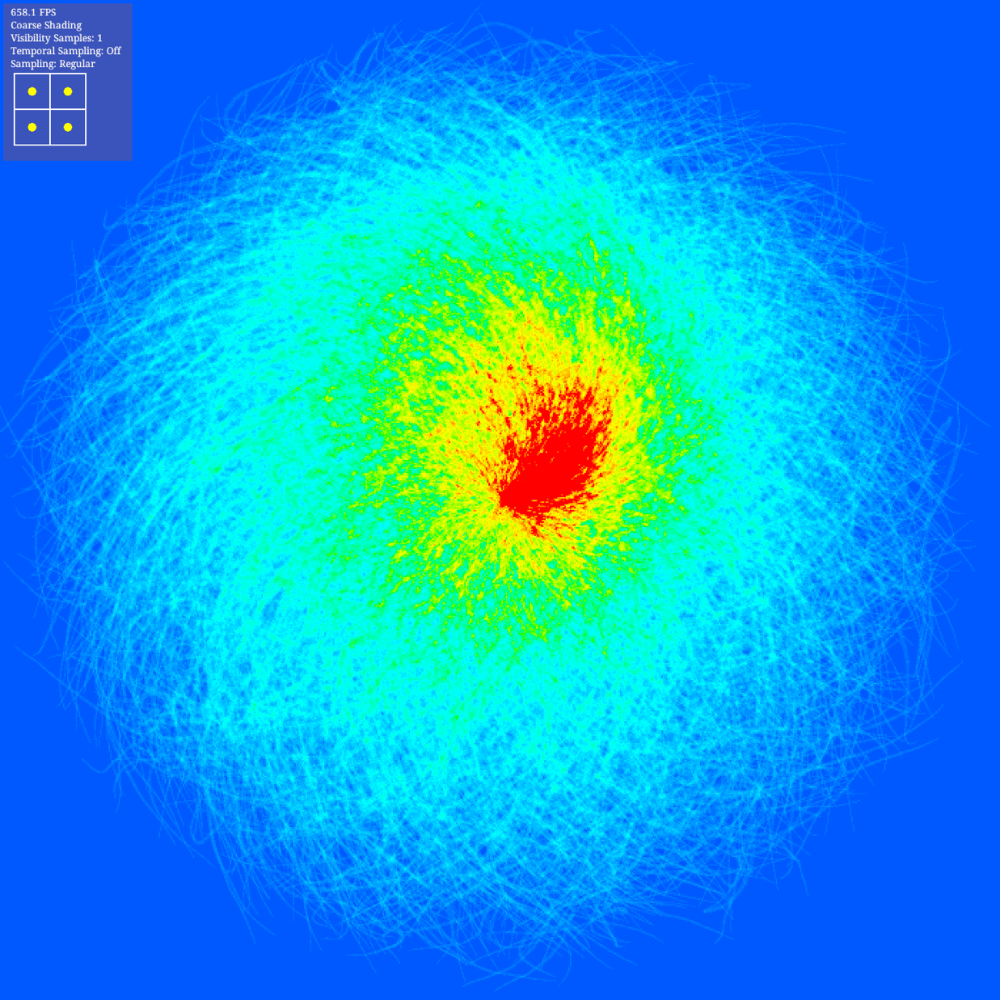 658.1 FPS
Coarse Shading
Visibility Samples: 1
Temporal Sampling: Off
Sampling: Regular